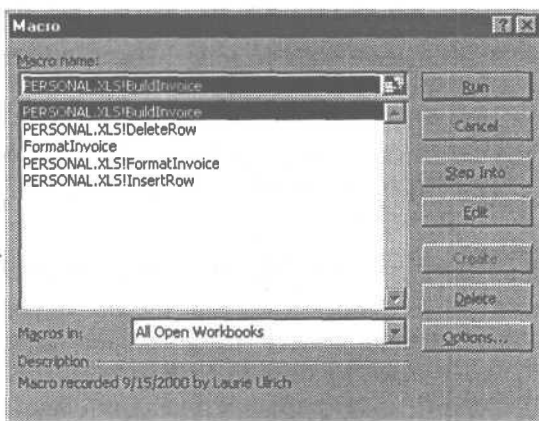 Macro
Macro name:
PERSONAL.XLS!BuildInvoice
PERSONAL.XLS!BuildInvoice
PERSONAL.XLS!DeleteRow
FormatInvoice
PERSONAL.XLS!FormatInvoice
PERSONAL.XLS!InsertRow
Run
Cancel
Step Into
Edit
Create
Delete
Options...
Macros in:
All Open Workbooks
Description
Macro recorded 9/15/2000 by Laurie Ulrich